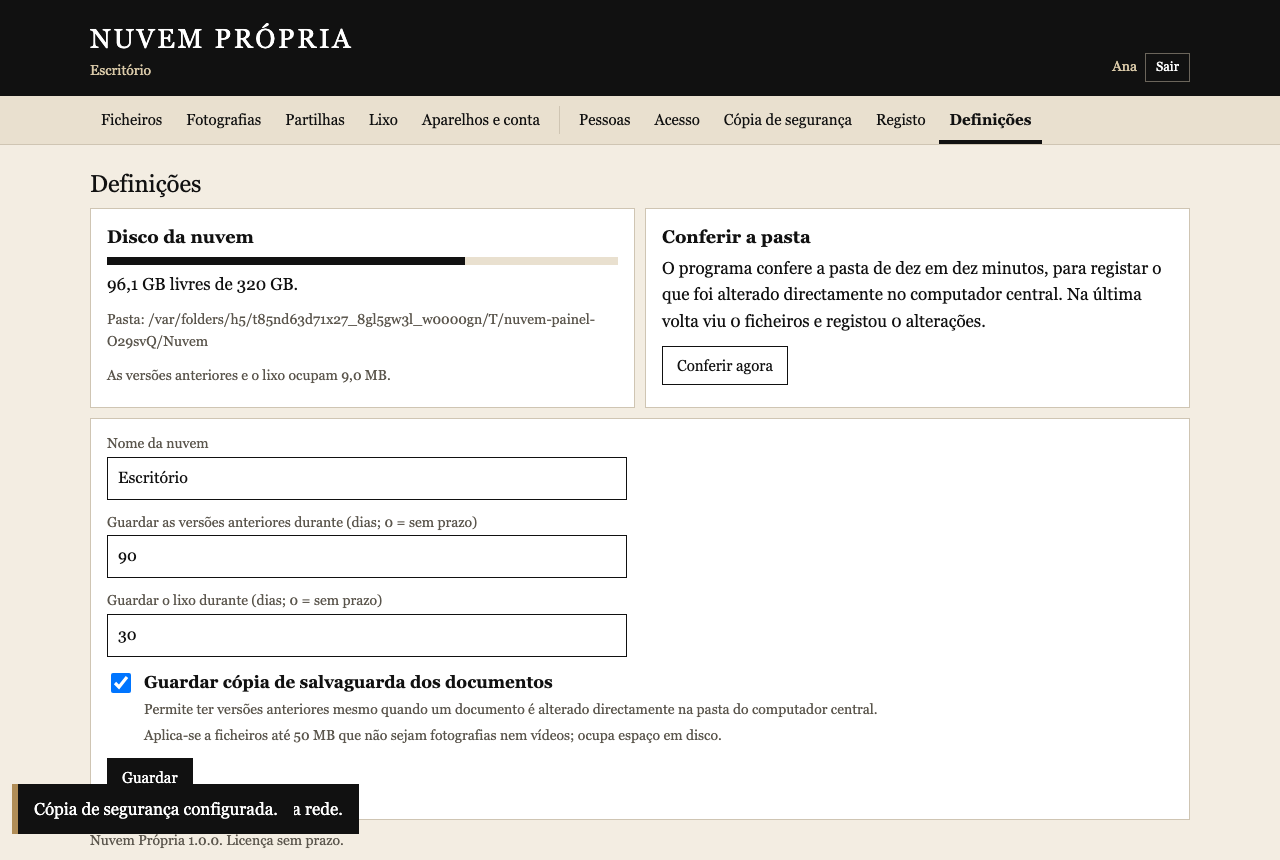 NUVEM PRÓPRIA
Escritório
Ana
Sair
Ficheiros
Fotografias
Partilhas
Lixo
Aparelhos e conta
Pessoas
Acesso
Cópia de segurança
Registo
Definições
Definições
Disco da nuvem
96,1 GB livres de 320 GB.
Pasta: /var/folders/h5/t85nd63d71x27_8gl5gw3l_w0000gn/T/nuvem-painel-
O29svQ/Nuvem
As versões anteriores e o lixo ocupam 9,0 MB.
Conferir a pasta
O programa confere a pasta de dez em dez minutos, para registar o
que foi alterado directamente no computador central. Na última
volta viu 0 ficheiros e registou 0 alterações.
Conferir agora
Nome da nuvem
Escritório
Guardar as versões anteriores durante (dias; 0 = sem prazo)
90
Guardar o lixo durante (dias; 0 = sem prazo)
30
Guardar cópia de salvaguarda dos documentos
Permite ter versões anteriores mesmo quando um documento é alterado directamente na pasta do computador central.
Aplica-se a ficheiros até 50 MB que não sejam fotografias nem vídeos; ocupa espaço em disco.
Guardar
Cópia de segurança configurada. a rede.
Nuvem Própria 1.0.0. Licença sem prazo.